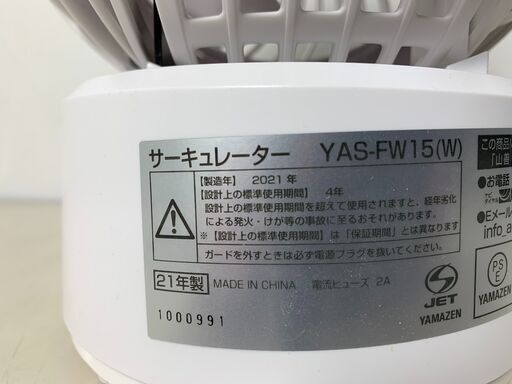 サーキュレーター YAS-FW15(W)
【製造年】 2021年
【設計上の標準使用期間】 4年
設計上の標準使用期間を超えて使用されますと、経年劣化
による発火・けが等の事故に至るおそれがあります。
※【設計上の標準使用期間】は「保証期間」とは異なります
ガードを外すときは必ず電源プラグを抜いてください。
21年製 MADE IN CHINA 電流ヒューズ 2A
1000991
JET
YAMAZEN
この商品
「山善
●お電話
●Eメール
info_a
PS
E
YAMAZEN